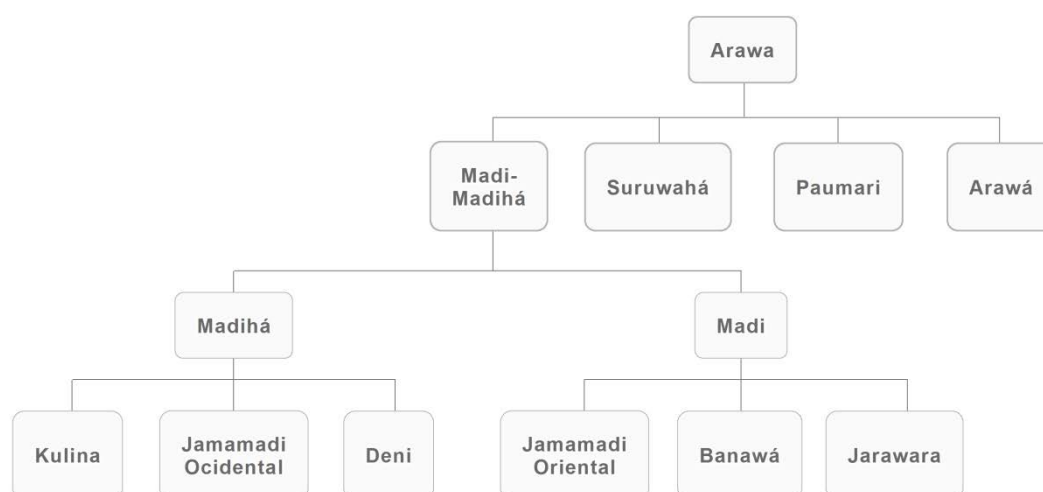 Arawa
Madi-
Madihá
Suruwahá
Paumari
Arawá
Madihá
Madi
Kulina
Jamamadi
Ocidental
Deni
Jamamadi
Oriental
Banawá
Jarawara